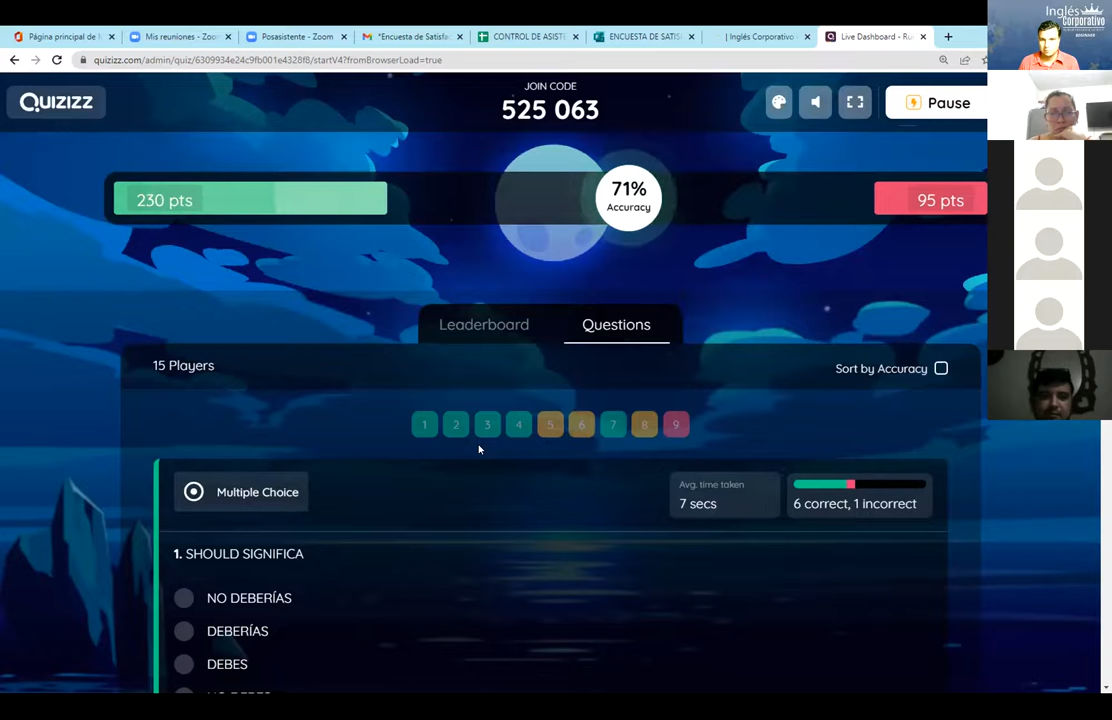 Página principal de M
Mis reuniones - Zoo
Posasistente - Zoom
*Encuesta de Satisfa
CONTROL DE ASIST
ENCUESTA DE SATIS
| Inglés Corporativo
Live Dashboard - Ru
quizizz.com/admin/quiz/6309934e24c9fb001e4328f8/startV4?fromBrowserLoad=true
Inglés
Corporativo
QUIZIZZ
JOIN CODE
525 063
Pause
230 pts
71%
Accuracy
95 pts
Leaderboard
Questions
15 Players
Sort by Accuracy
1 2 3 4 5 6 7 8 9
Multiple Choice
Avg. time taken
7 secs
6 correct, 1 incorrect
1. SHOULD SIGNIFICA
NO DEBERÍAS
DEBERÍAS
DEBES